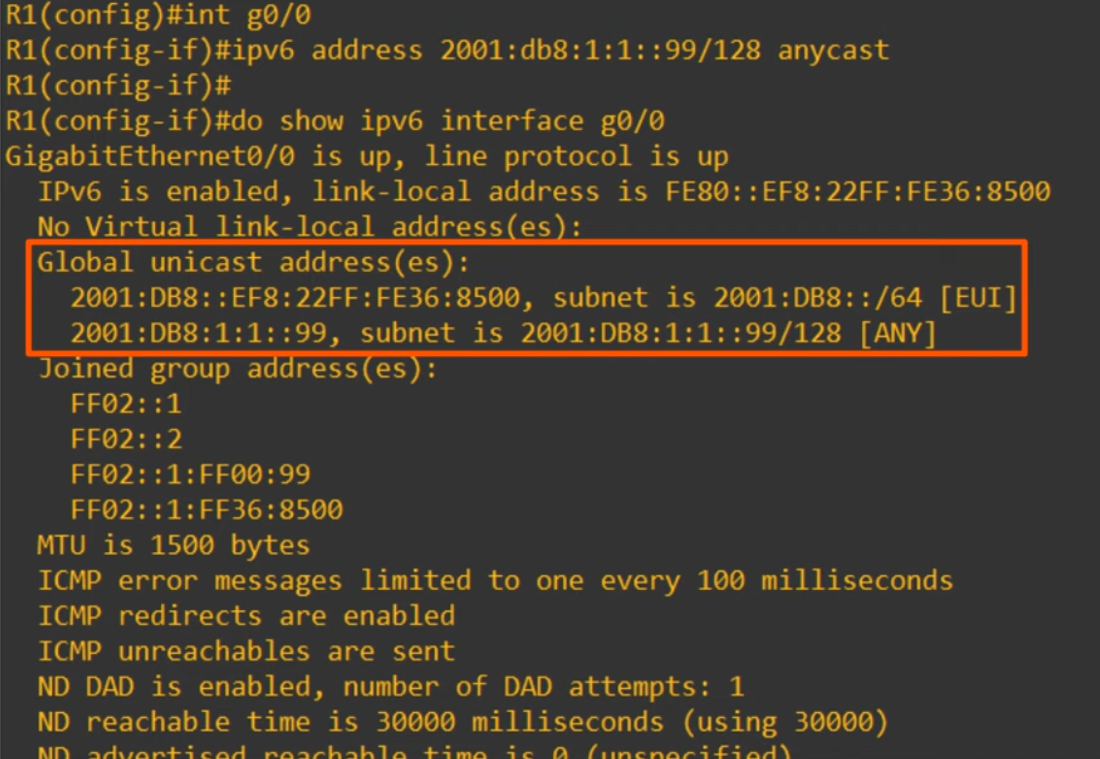 R1(config)#int g0/0
R1(config-if)#ipv6 address 2001:db8:1:1::99/128 anycast
R1(config-if)#
R1(config-if)#do show ipv6 interface g0/0
GigabitEthernet0/0 is up, line protocol is up
IPv6 is enabled, link-local address is FE80::EF8:22FF:FE36:8500
No Virtual link-local address(es):
Global unicast address(es):
2001:DB8::EF8:22FF:FE36:8500, subnet is 2001:DB8::/64 [EUI]
2001:DB8:1:1::99, subnet is 2001:DB8:1:1::99/128 [ANY]
Joined group address(es):
FF02::1
FF02::2
FF02::1:FF00:99
FF02::1:FF36:8500
MTU is 1500 bytes
ICMP error messages limited to one every 100 milliseconds
ICMP redirects are enabled
ICMP unreachables are sent
ND DAD is enabled, number of DAD attempts: 1
ND reachable time is 30000 milliseconds (using 30000)
ND advertised reachable time is 0 (unspecified)